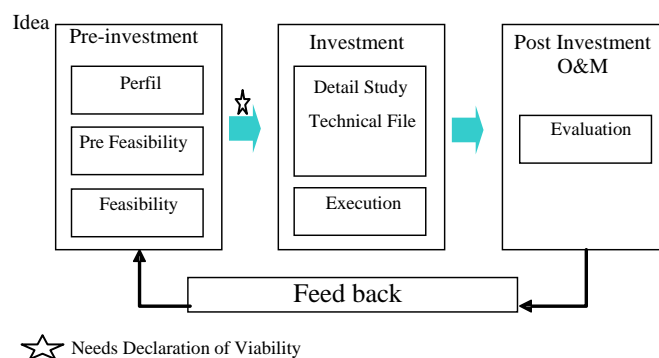 Idea
Pre-investment
Perfil
Pre Feasibility
Feasibility
Investment
Detail Study
Technical File
Execution
Post Investment
O&M
Evaluation
Feed back
Needs Declaration of Viability